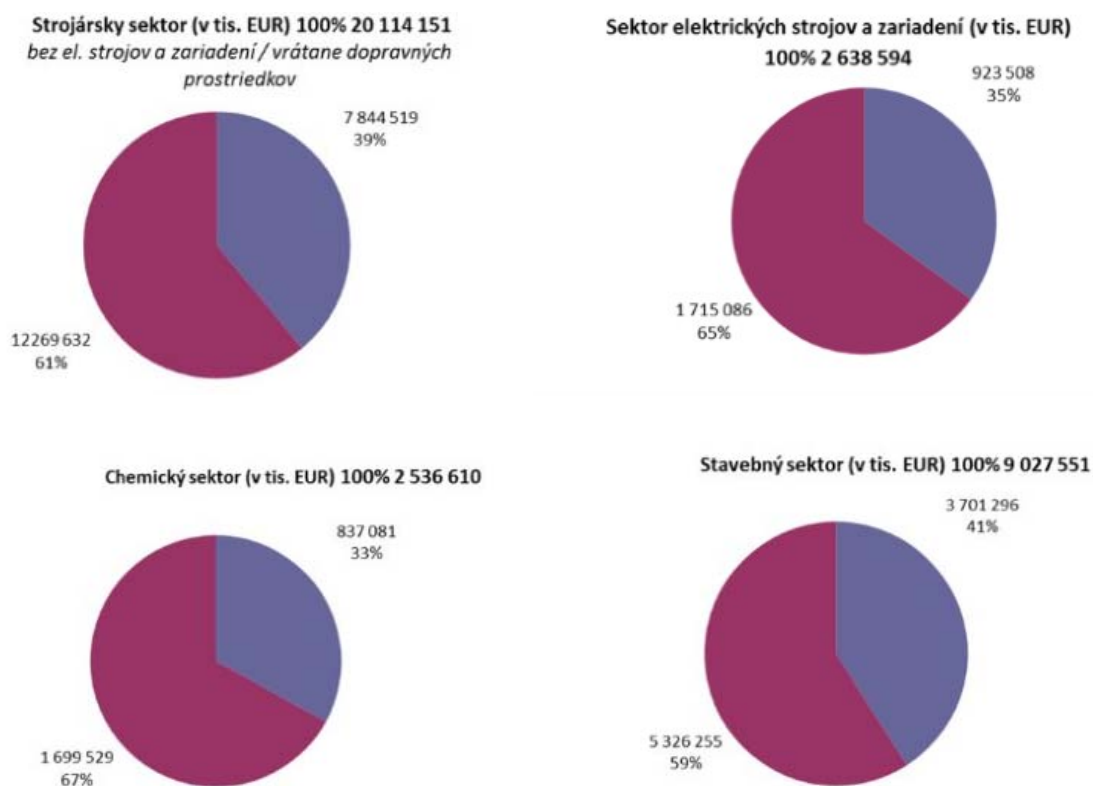 Strojársky sektor (v tis. EUR) 100% 20 114 151
bez el. strojov a zariadení / vrátane dopravných
prostriedkov
7 844 519
39%
12269 632
61%
Sektor elektrických strojov a zariadení (v tis. EUR)
100% 2 638 594
923 508
35%
1 715 086
65%
Chemický sektor (v tis. EUR) 100% 2 536 610
837 081
33%
1 699 529
67%
Stavebný sektor (v tis. EUR) 100% 9 027 551
3 701 296
41%
5 326 255
59%